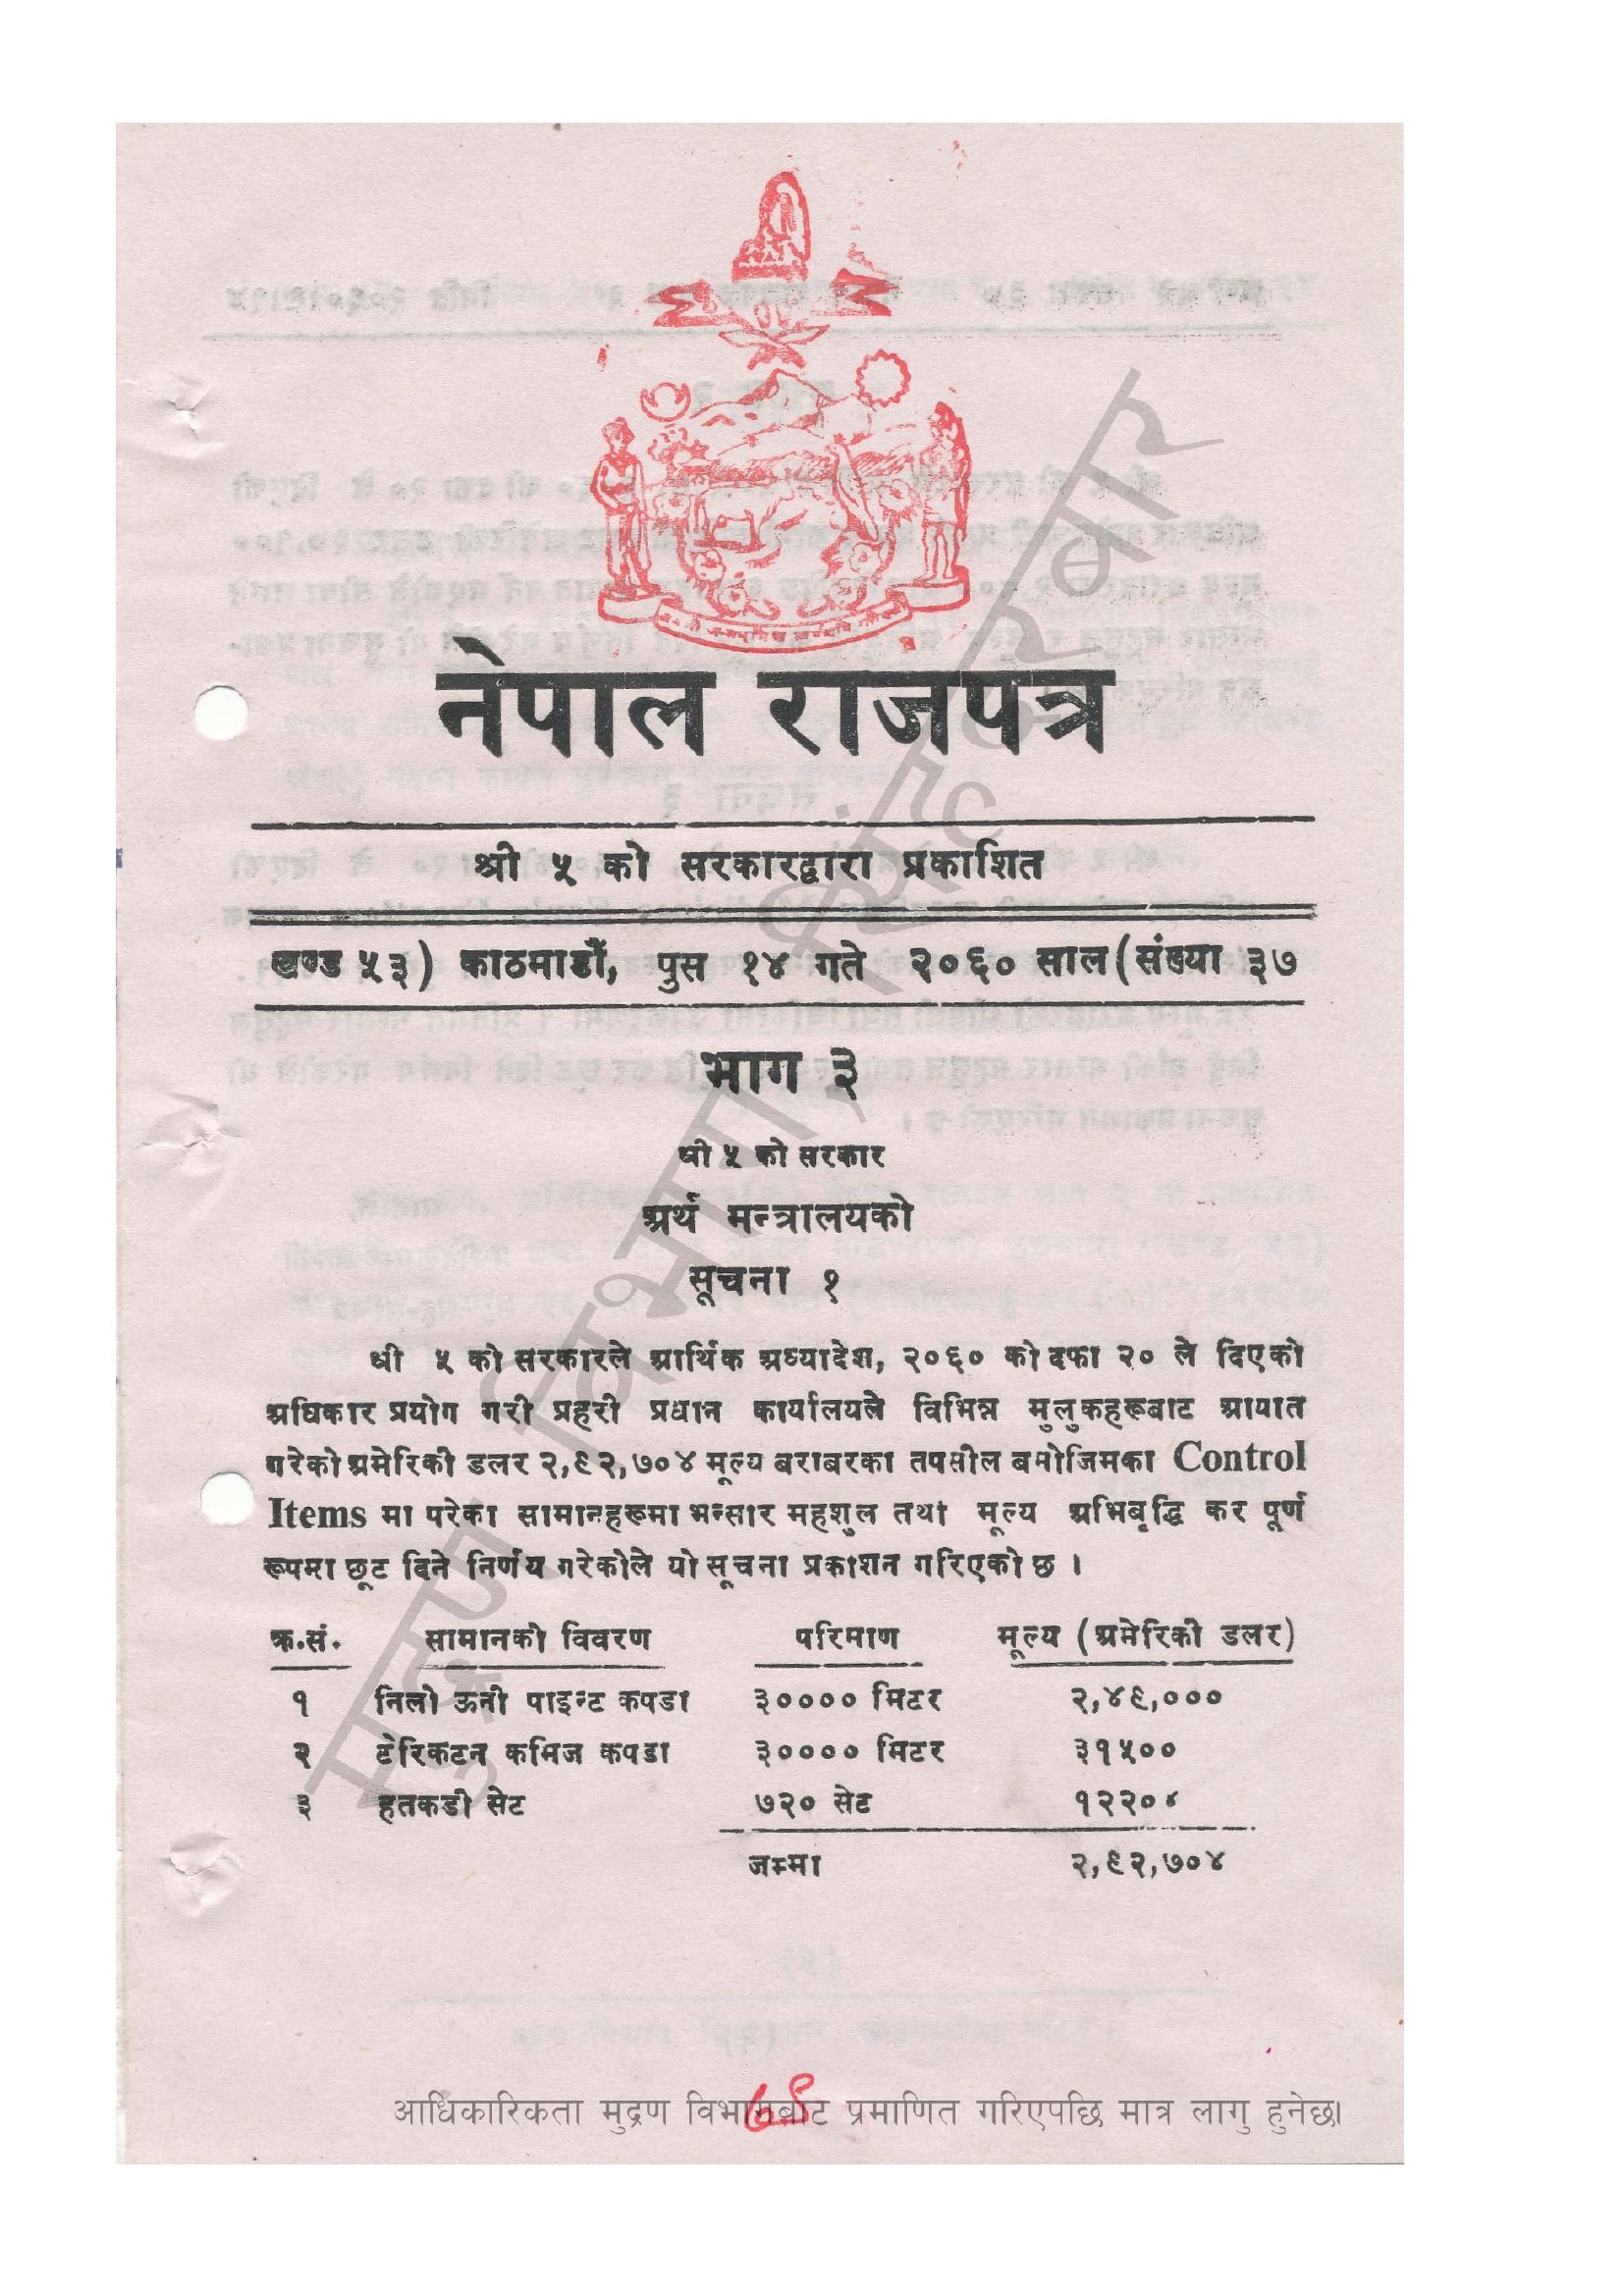 नेपाल राजपत्र
श्री ५ को सरकारद्वारा प्रकाशित
खण्ड ५३) काठमाडौं, पुस १४ गते २०६० साल (संख्या ३७
भाग ३
श्री ५ को सरकार
अर्थ मन्त्रालयको
सूचना १
श्री ५ को सरकारले आर्थिक अध्यादेश, २०६० को दफा २० ले दिएको
अधिकार प्रयोग गरी प्रहरी प्रधान कार्यालयले विभिन्न मुलुकहरूबाट आयात
गरेको अमेरिकी डलर २,९२,७०४ मूल्य बराबरका तपसील बमोजिमका Control
Items मा परेका सामानहरूमा भन्सार महशुल तथा मूल्य अभिबृद्धि कर पूर्ण
रूपमा छूट दिने निर्णय गरेकोले यो सूचना प्रकाशन गरिएको छ ।
क्र.सं. सामानको विवरण परिमाण मूल्य (अमेरिकी डलर)
१ निलो ऊनी पाइन्ट कपडा ३०००० मिटर २,४९,०००
२ टेरिकटन कमिज कपडा ३०००० मिटर ३१५००
३ हतकडी सेट ७२० सेट १२२०४
जम्मा २,९२,७०४
मुद्रण विभाग, सिंहदरबार
७९
आधिकारिकता मुद्रण विभागबाट प्रमाणित गरिएपछि मात्र लागु हुनेछ।